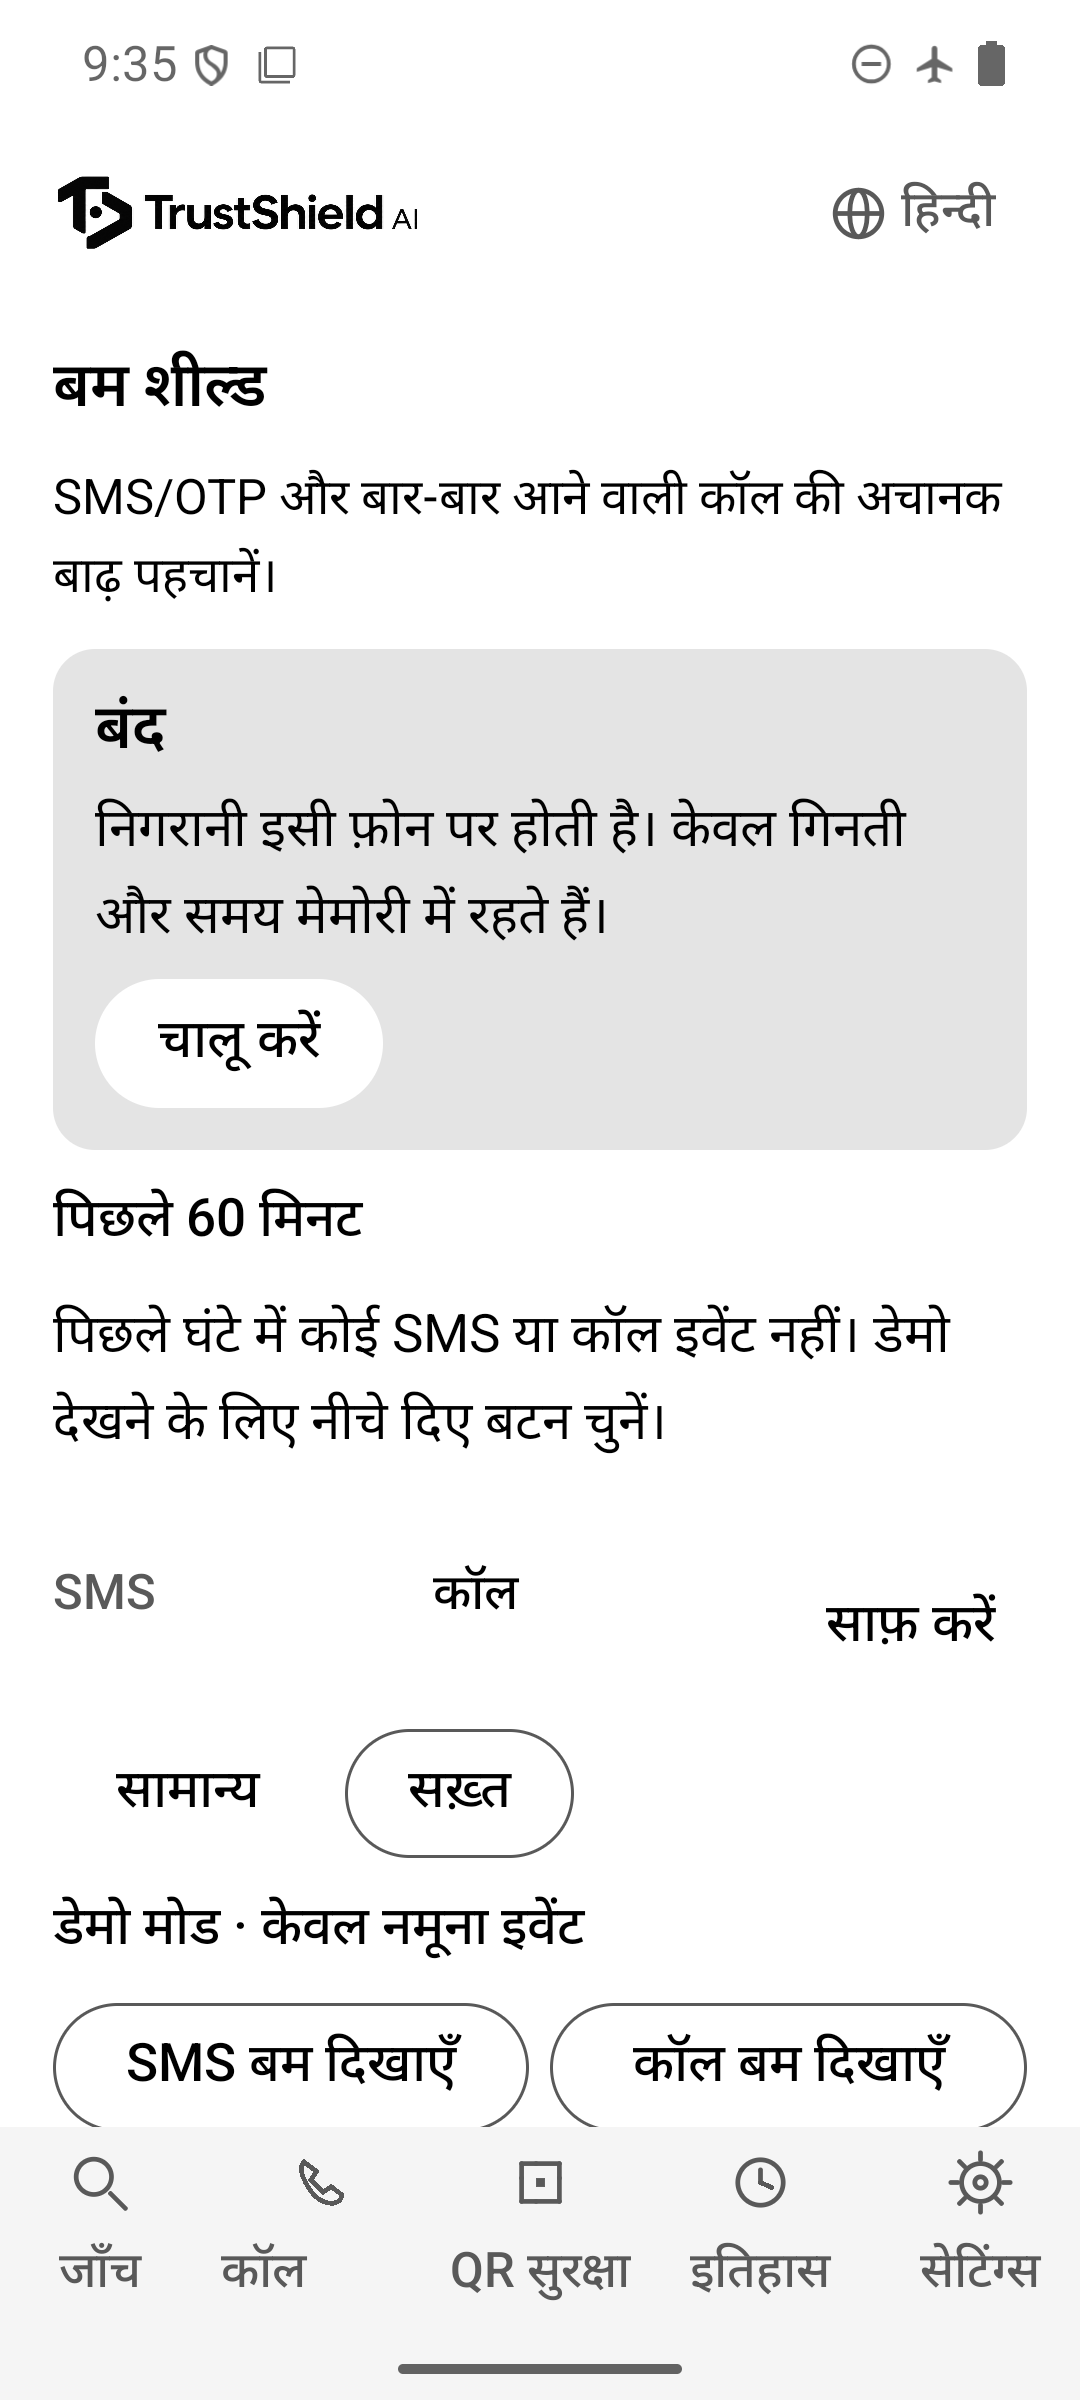 9:35
TrustShield AI
हिन्दी
बम शील्ड
SMS/OTP और बार-बार आने वाली कॉल की अचानक
बाढ़ पहचानें।
बंद
निगरानी इसी फ़ोन पर होती है। केवल गिनती
और समय मेमोरी में रहते हैं।
चालू करें
पिछले 60 मिनट
पिछले घंटे में कोई SMS या कॉल इवेंट नहीं। डेमो
देखने के लिए नीचे दिए बटन चुनें।
SMS
कॉल
साफ़ करें
सामान्य
सख़्त
डेमो मोड · केवल नमूना इवेंट
SMS बम दिखाएँ
कॉल बम दिखाएँ
जाँच
कॉल
QR सुरक्षा
इतिहास
सेटिंग्स